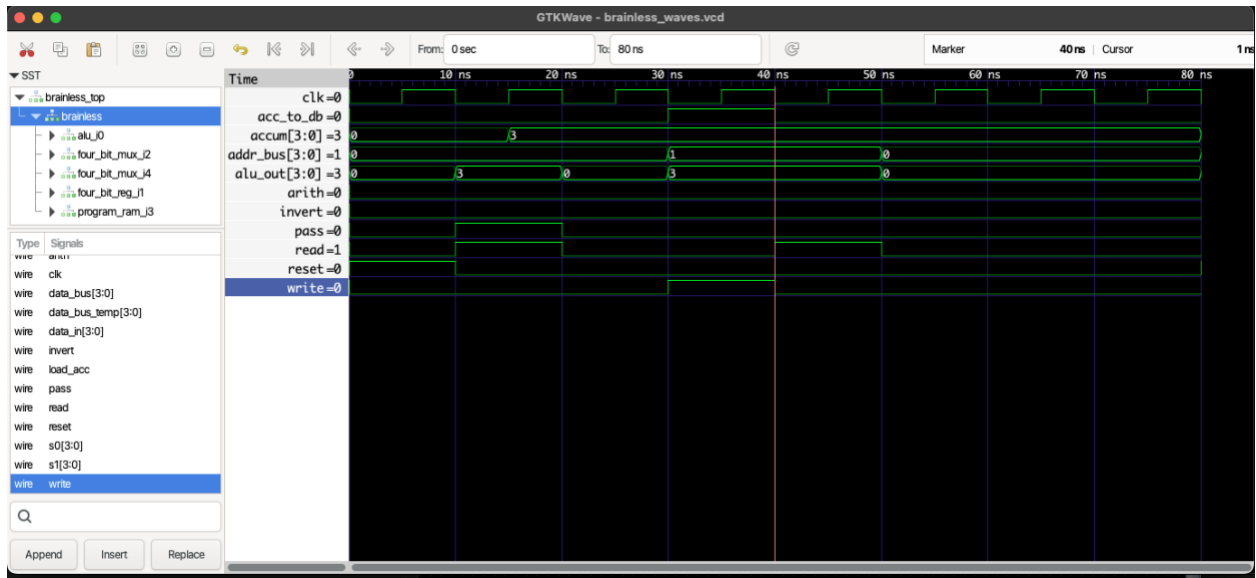 GTKWave - brainless_waves.vcd
From: 0 sec To: 80 ns Marker 40 ns | Cursor 1 ns
▼ SST
brainless_top
brainless
alu_i0
four_bit_mux_i2
four_bit_mux_i4
four_bit_reg_i1
program_ram_i3
Type Signals
wire arith
wire clk
wire data_bus[3:0]
wire data_bus_temp[3:0]
wire data_in[3:0]
wire invert
wire load_acc
wire pass
wire read
wire reset
wire s0[3:0]
wire s1[3:0]
wire write
Append Insert Replace
Time
clk=0
acc_to_db=0
accum[3:0]=3
addr_bus[3:0]=1
alu_out[3:0]=3
arith=0
invert=0
pass=0
read=1
reset=0
write=0
0 10 ns 20 ns 30 ns 40 ns 50 ns 60 ns 70 ns 80 ns
0 3
0 1 0
0 3 0 3 0